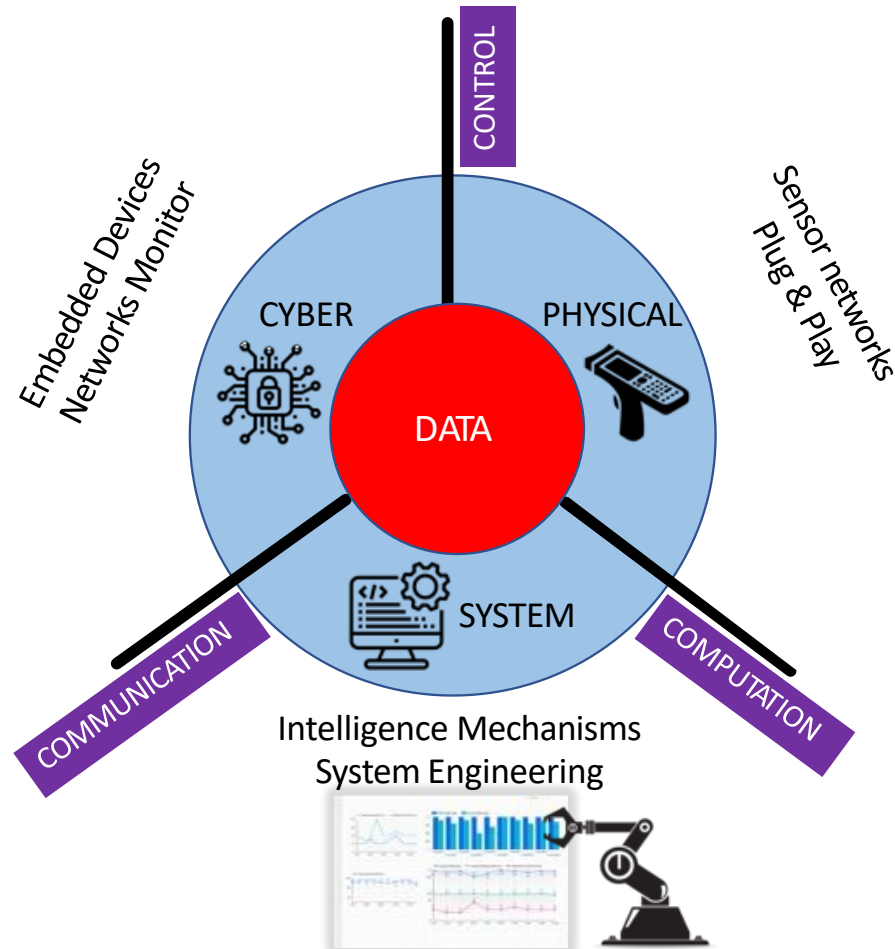 CONTROL
Embedded Devices
Networks Monitor
Sensor networks
Plug & Play
CYBER
PHYSICAL
DATA
</>
SYSTEM
COMMUNICATION
COMPUTATION
Intelligence Mechanisms
System Engineering